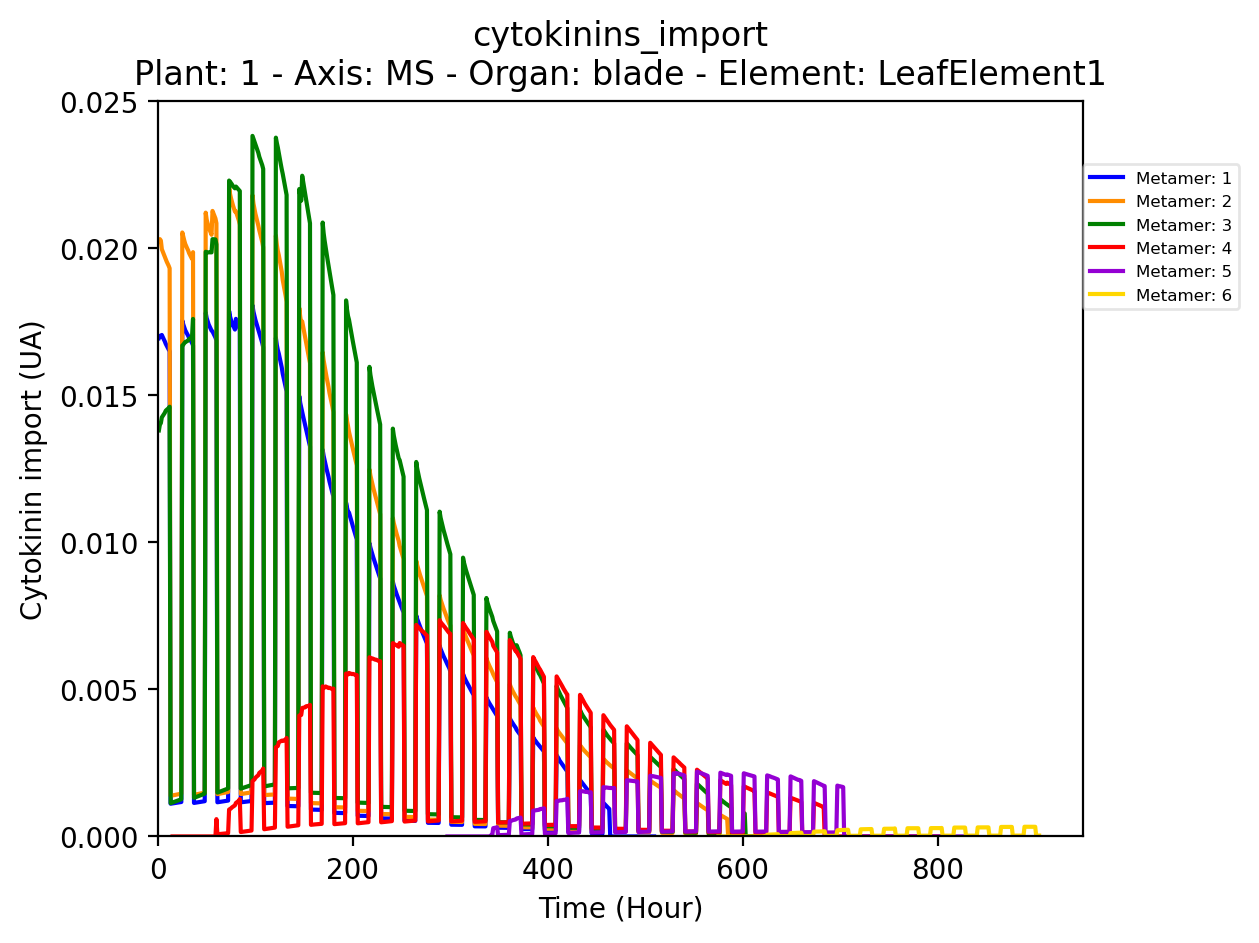 cytokinins_import
Plant: 1 - Axis: MS - Organ: blade - Element: LeafElement1
0.025
0.020
0.015
0.010
0.005
0.000
Cytokinin import (UA)
0
200
400
600
800
Time (Hour)
Metamer: 1
Metamer: 2
Metamer: 3
Metamer: 4
Metamer: 5
Metamer: 6